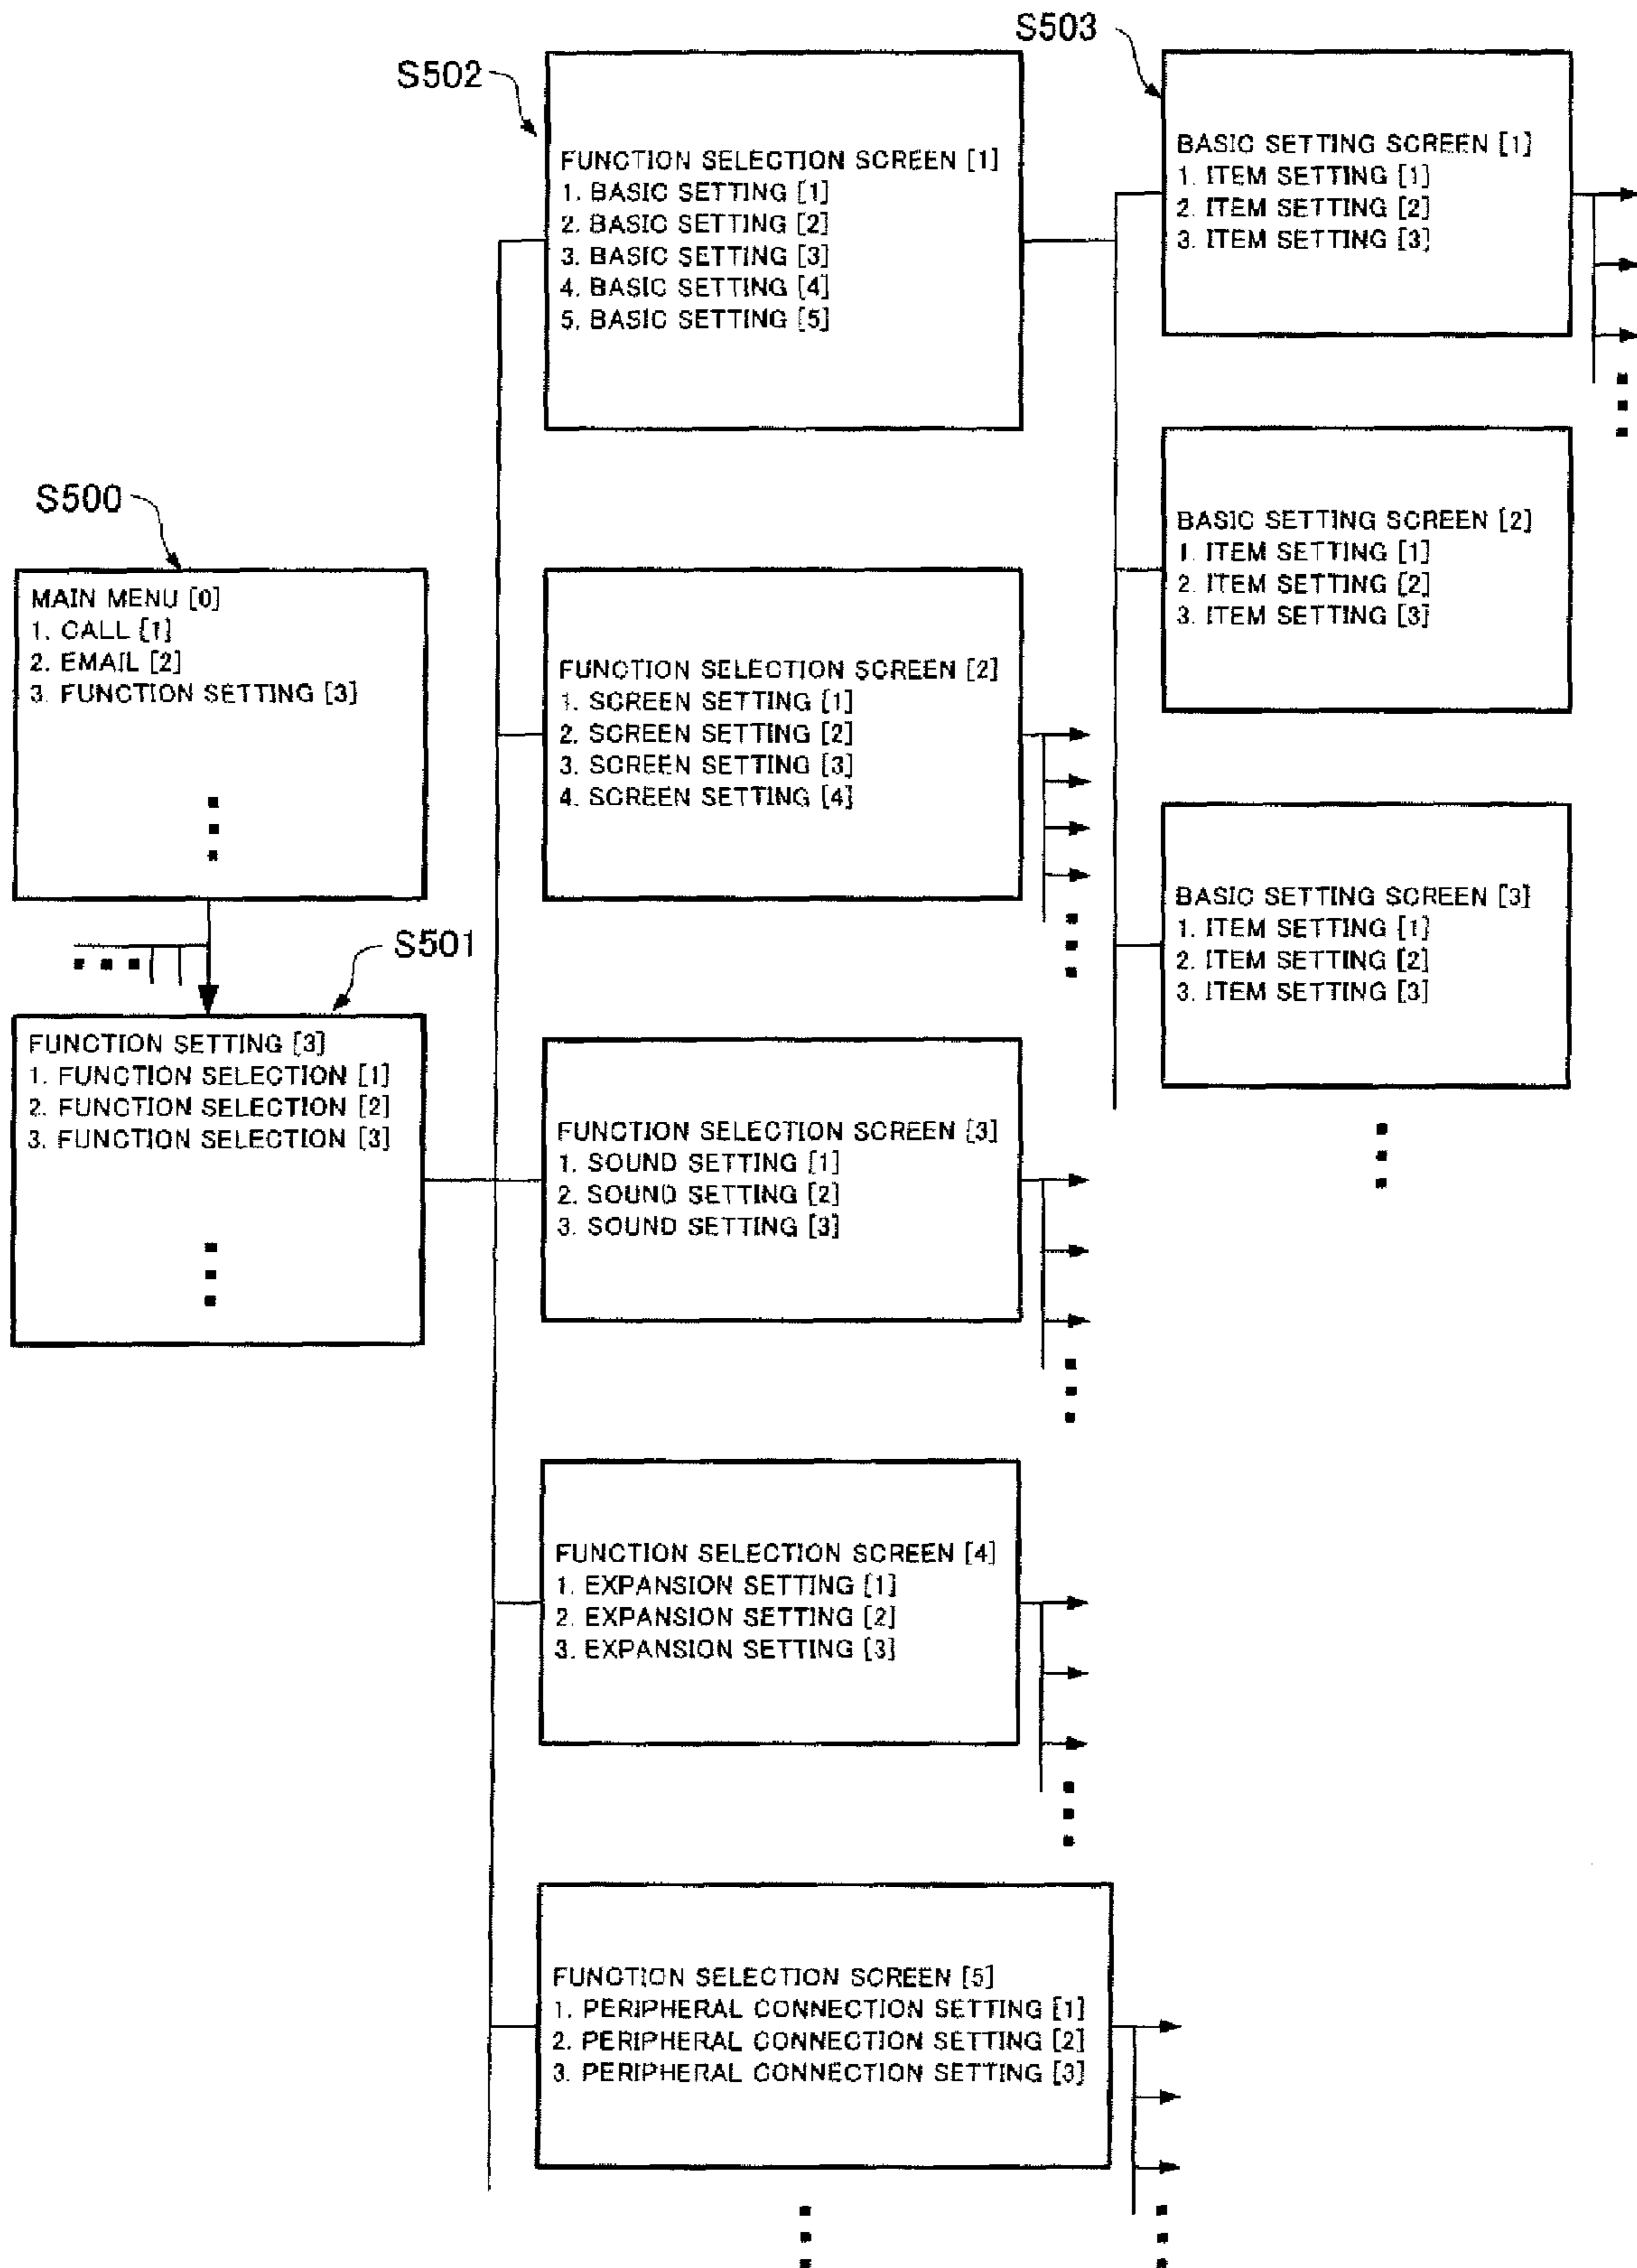 S500
MAIN MENU [0]
1. CALL [1]
2. EMAIL [2]
3. FUNCTION SETTING [3]
S501
FUNCTION SETTING [3]
1. FUNCTION SELECTION [1]
2. FUNCTION SELECTION [2]
3. FUNCTION SELECTION [3]
S502
FUNCTION SELECTION SCREEN [1]
1. BASIC SETTING [1]
2. BASIC SETTING [2]
3. BASIC SETTING [3]
4. BASIC SETTING [4]
5. BASIC SETTING [5]
FUNCTION SELECTION SCREEN [2]
1. SCREEN SETTING [1]
2. SCREEN SETTING [2]
3. SCREEN SETTING [3]
4. SCREEN SETTING [4]
FUNCTION SELECTION SCREEN [3]
1. SOUND SETTING [1]
2. SOUND SETTING [2]
3. SOUND SETTING [3]
FUNCTION SELECTION SCREEN [4]
1. EXPANSION SETTING [1]
2. EXPANSION SETTING [2]
3. EXPANSION SETTING [3]
FUNCTION SELECTION SCREEN [5]
1. PERIPHERAL CONNECTION SETTING [1]
2. PERIPHERAL CONNECTION SETTING [2]
3. PERIPHERAL CONNECTION SETTING [3]
S503
BASIC SETTING SCREEN [1]
1. ITEM SETTING [1]
2. ITEM SETTING [2]
3. ITEM SETTING [3]
BASIC SETTING SCREEN [2]
1. ITEM SETTING [1]
2. ITEM SETTING [2]
3. ITEM SETTING [3]
BASIC SETTING SCREEN [3]
1. ITEM SETTING [1]
2. ITEM SETTING [2]
3. ITEM SETTING [3]